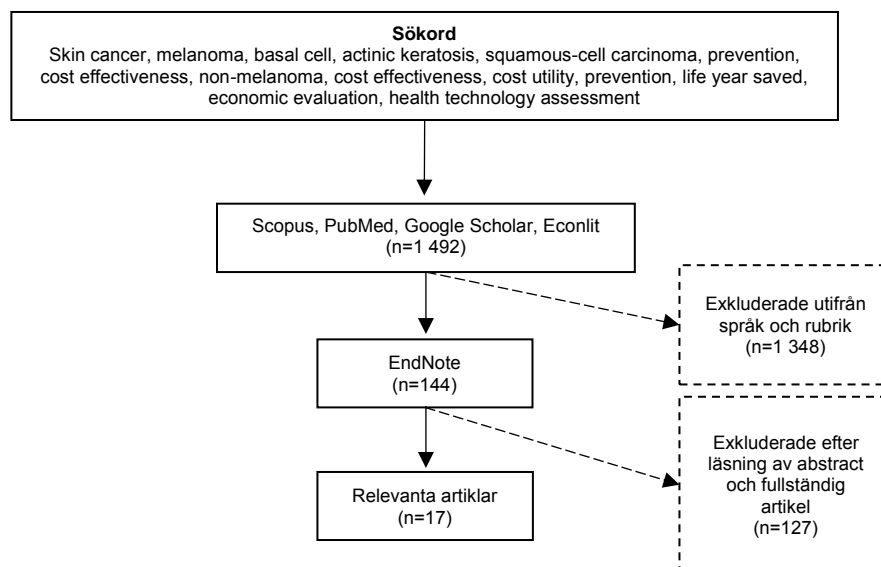 Sökord
Skin cancer, melanoma, basal cell, actinic keratosis, squamous-cell carcinoma, prevention,
cost effectiveness, non-melanoma, cost effectiveness, cost utility, prevention, life year saved,
economic evaluation, health technology assessment
Scopus, PubMed, Google Scholar, Econlit
(n=1 492)
Exkluderade utifrån
språk och rubrik
(n=1 348)
EndNote
(n=144)
Exkluderade efter
läsning av abstract
och fullständig
artikel
(n=127)
Relevanta artiklar
(n=17)